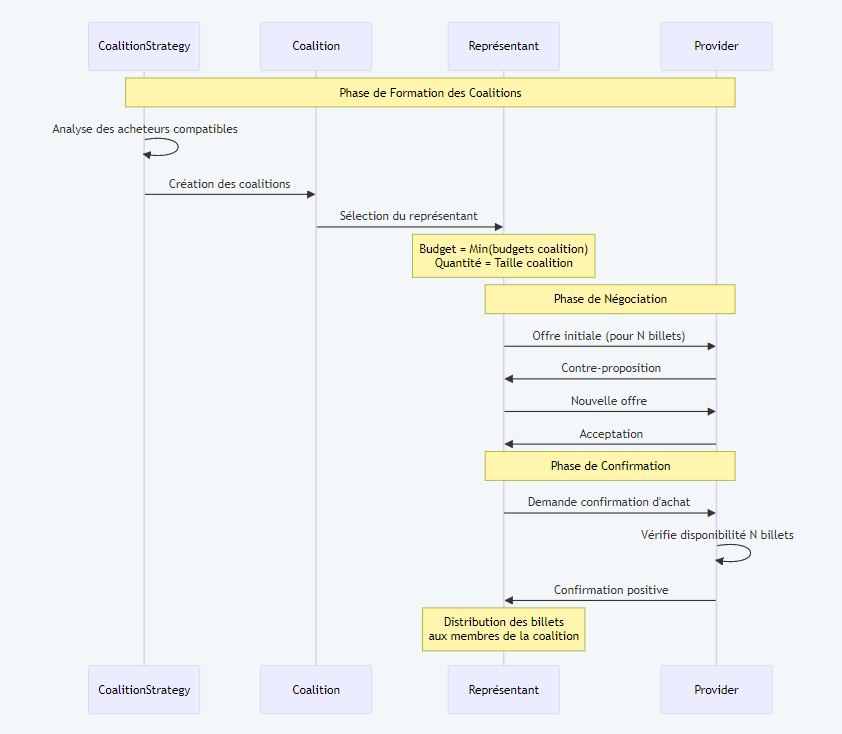 CoalitionStrategy
Coalition
Représentant
Provider
Phase de Formation des Coalitions
Analyse des acheteurs compatibles
Création des coalitions
Sélection du représentant
Budget = Min(budgets coalition)
Quantité = Taille coalition
Phase de Négociation
Offre initiale (pour N billets)
Contre-proposition
Nouvelle offre
Acceptation
Phase de Confirmation
Demande confirmation d'achat
Vérifie disponibilité N billets
Confirmation positive
Distribution des billets
aux membres de la coalition
CoalitionStrategy
Coalition
Représentant
Provider